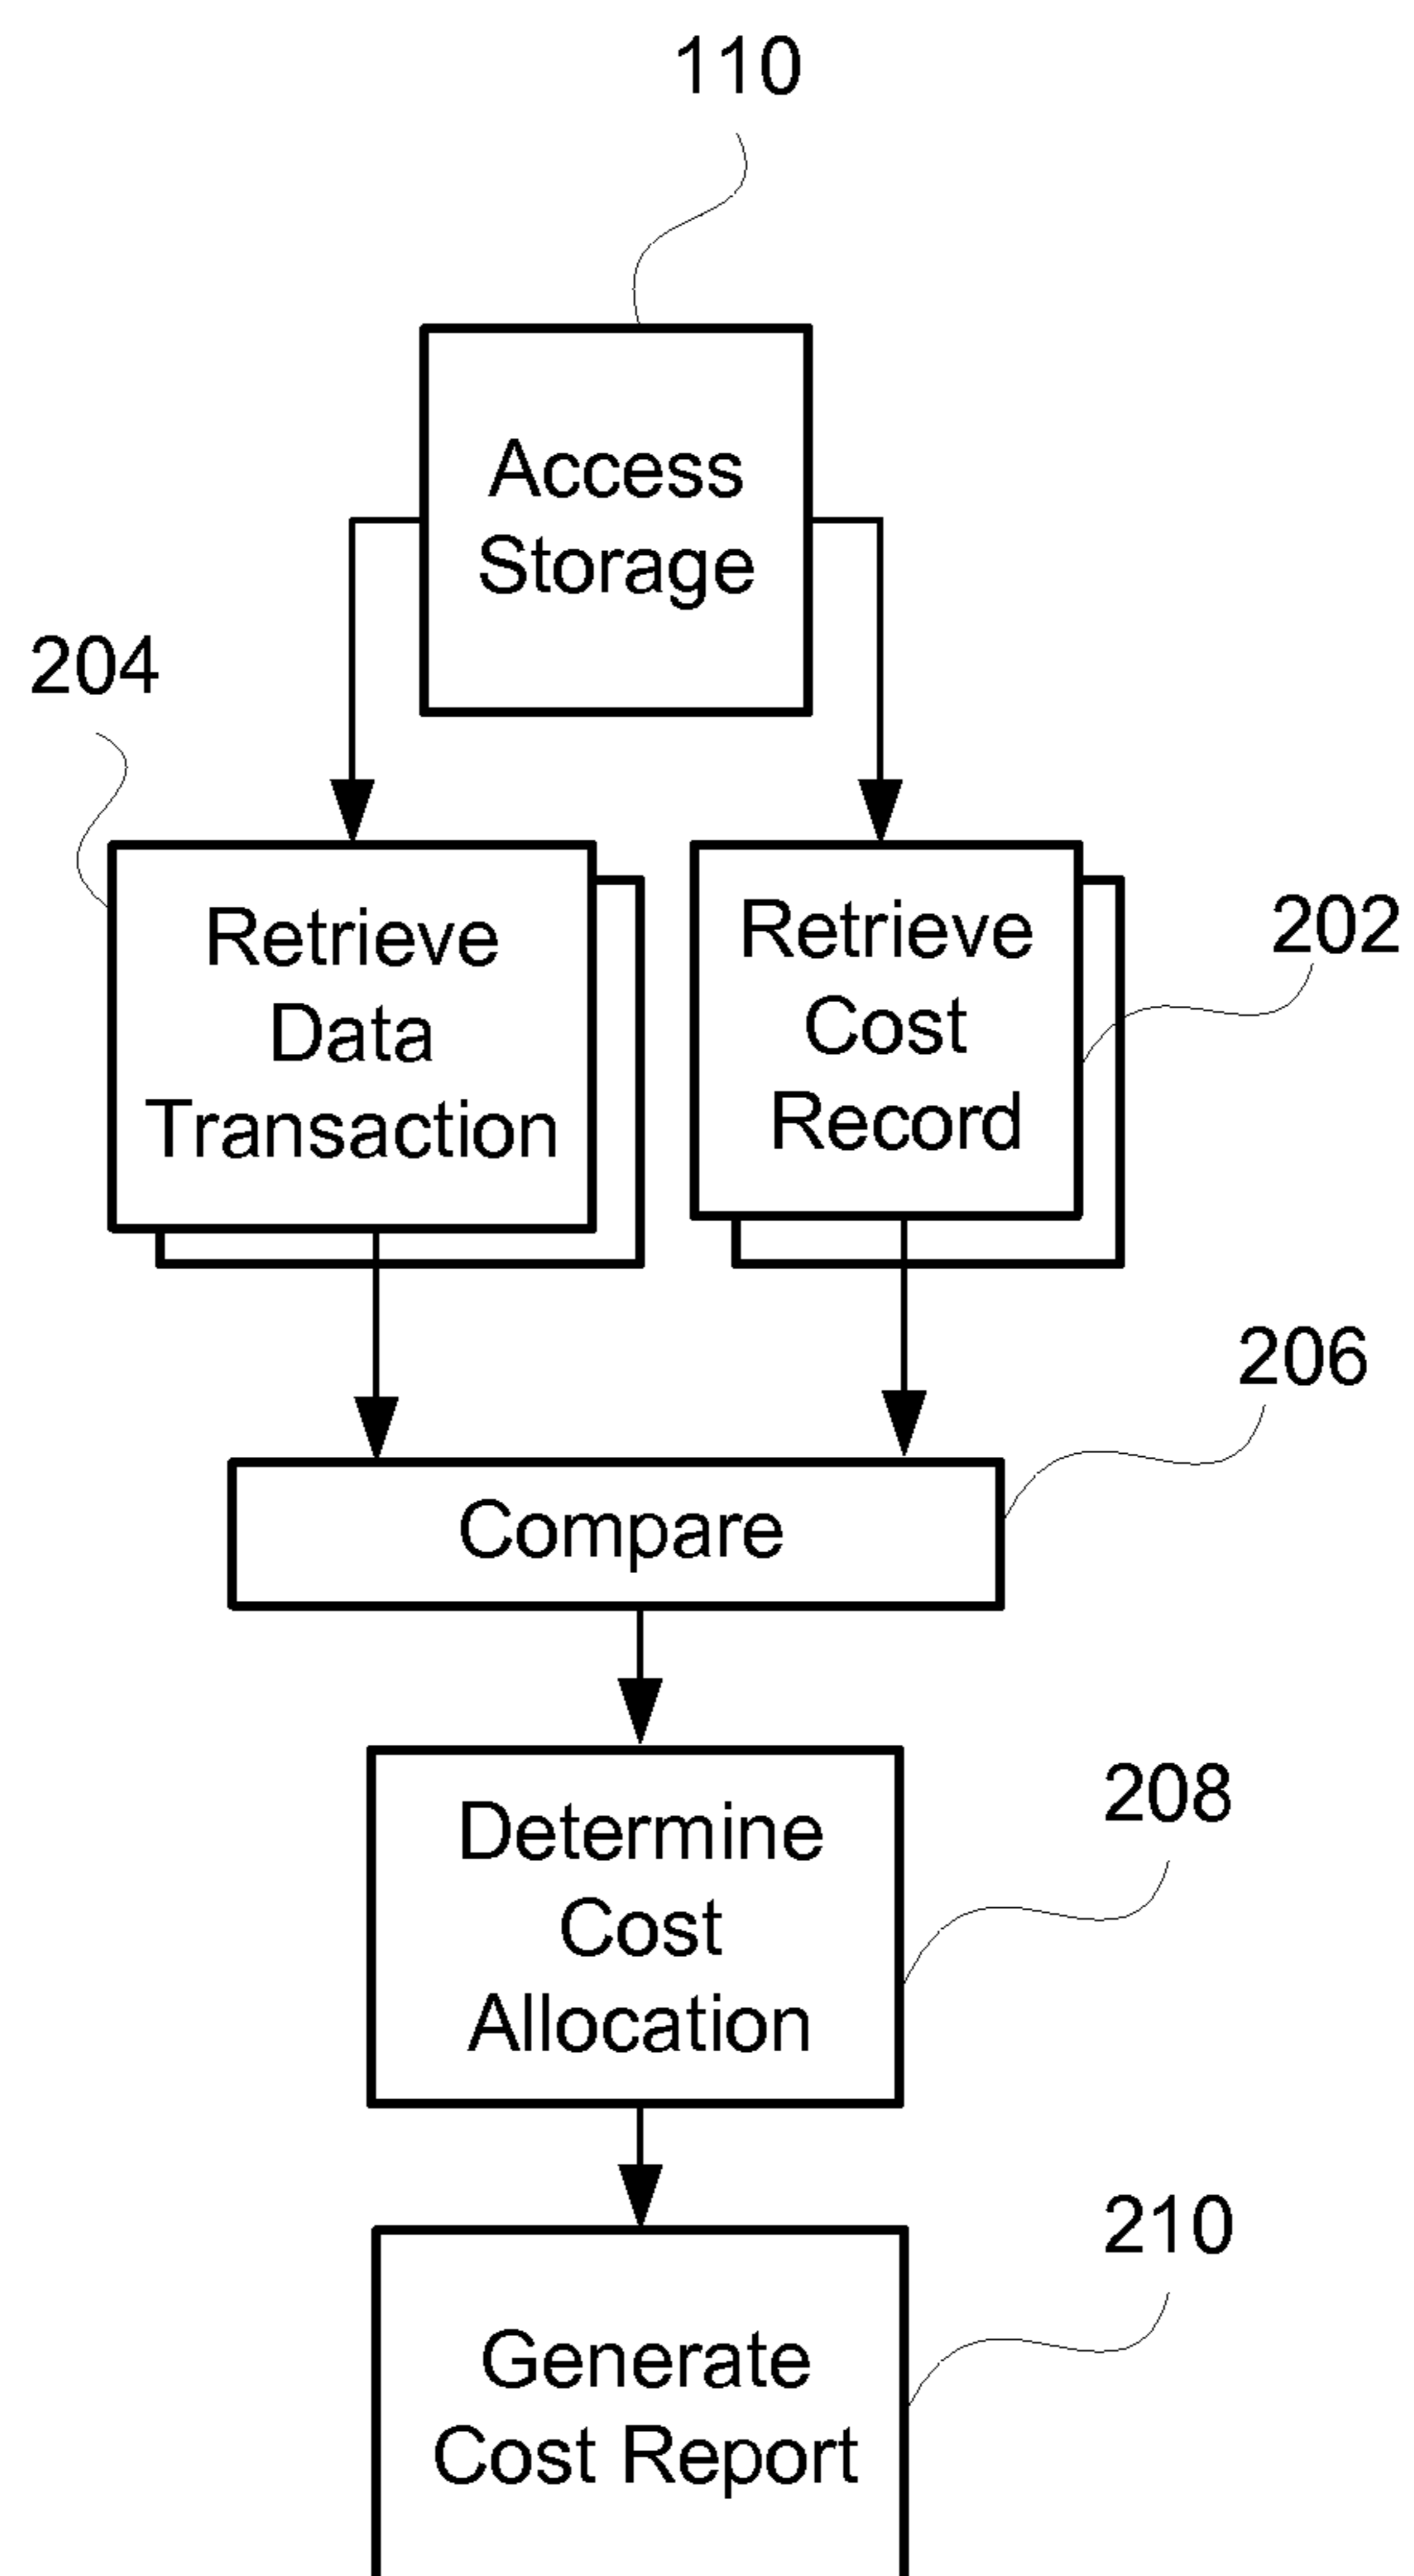 110
Access
Storage
204
Retrieve
Data
Transaction
Retrieve
Cost
Record
202
206
Compare
Determine
Cost
Allocation
208
210
Generate
Cost Report